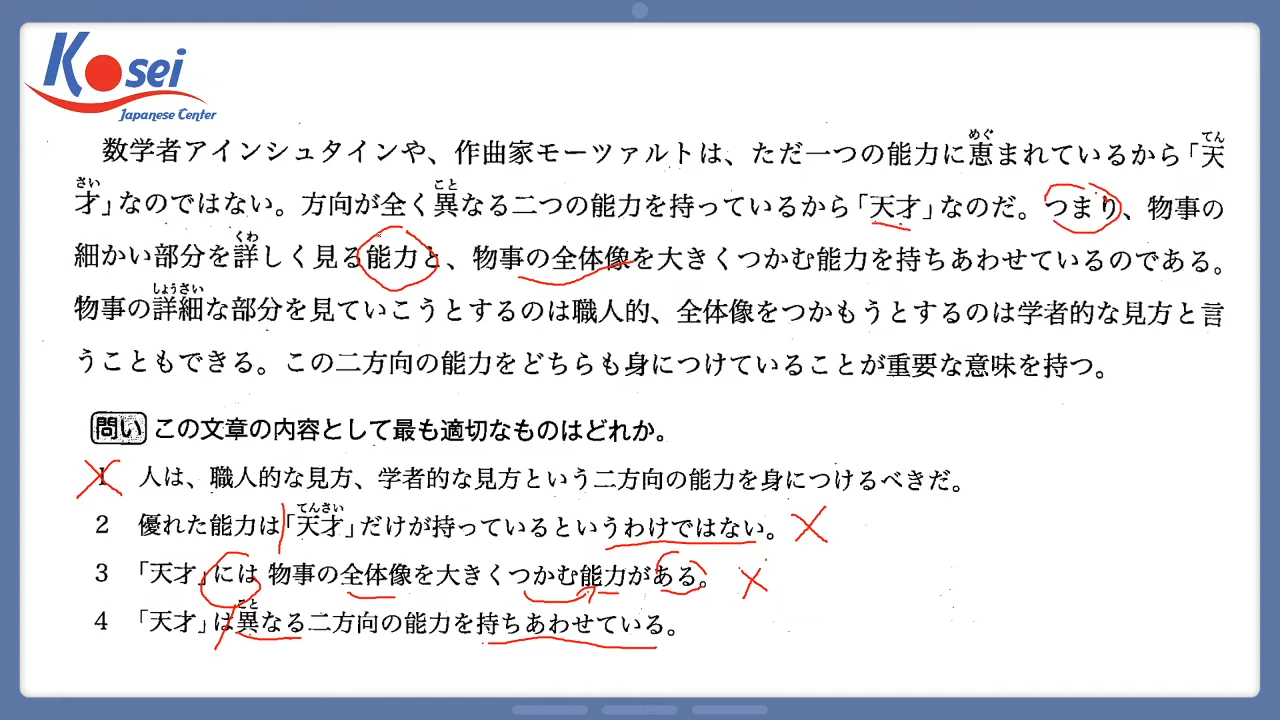 Kosei
Japanese Center
数学者アインシュタインや、作曲家モーツァルトは、ただ一つの能力に恵まれているから「天
才」なのではない。方向が全く異なる二つの能力を持っているから「天才」なのだ。つまり、物事の
細かい部分を詳しく見る能力と、物事の全体像を大きくつかむ能力を持ちあわせているのである。
物事の詳細な部分を見ていこうとするのは職人的、全体像をつかもうとするのは学者的な見方と言
うこともできる。この二方向の能力をどちらも身につけていることが重要な意味を持つ。
問い この文章の内容として最も適切なものはどれか。
1 人は、職人的な見方、学者的な見方という二方向の能力を身につけるべきだ。
2 優れた能力は「天才」だけが持っているというわけではない。
3 「天才」には物事の全体像を大きくつかむ能力がある。
4 「天才」は異なる二方向の能力を持ちあわせている。